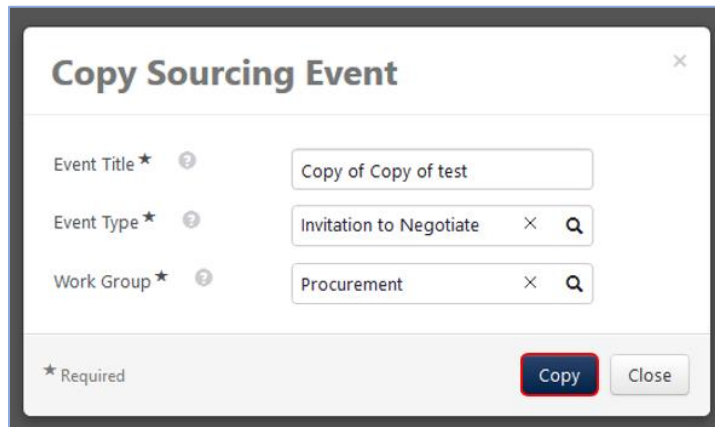 Copy Sourcing Event ×
Event Title ★ ? Copy of Copy of test
Event Type ★ ? Invitation to Negotiate ×
Work Group ★ ? Procurement ×
★ Required Copy Close